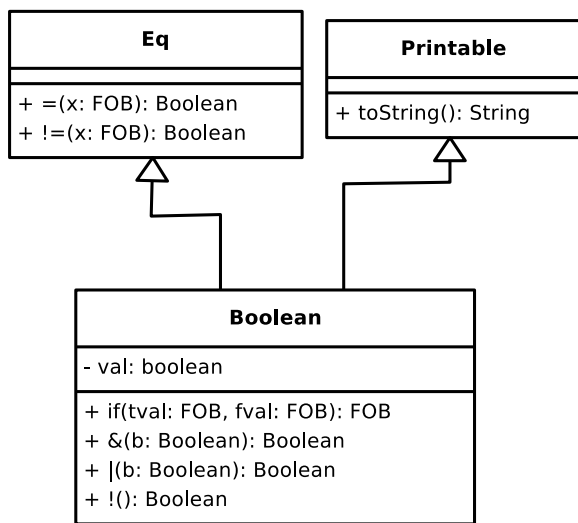 Eq
+ =(x: FOB): Boolean
+ !=(x: FOB): Boolean
Printable
+ toString(): String
Boolean
- val: boolean
+ if(tval: FOB, fval: FOB): FOB
+ &(b: Boolean): Boolean
+ |(b: Boolean): Boolean
+ !(): Boolean